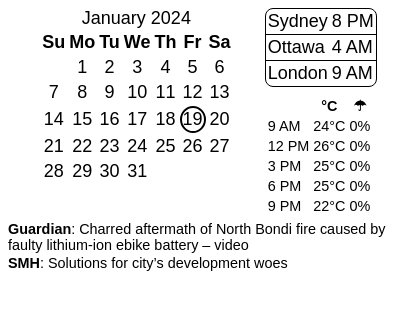 January 2024
Su Mo Tu We Th Fr Sa
1 2 3 4 5 6
7 8 9 10 11 12 13
14 15 16 17 18 19 20
21 22 23 24 25 26 27
28 29 30 31
Sydney 8 PM
Ottawa 4 AM
London 9 AM
°C ☂
9 AM 24°C 0%
12 PM 26°C 0%
3 PM 25°C 0%
6 PM 25°C 0%
9 PM 22°C 0%
Guardian: Charred aftermath of North Bondi fire caused by
faulty lithium-ion ebike battery – video
SMH: Solutions for city’s development woes